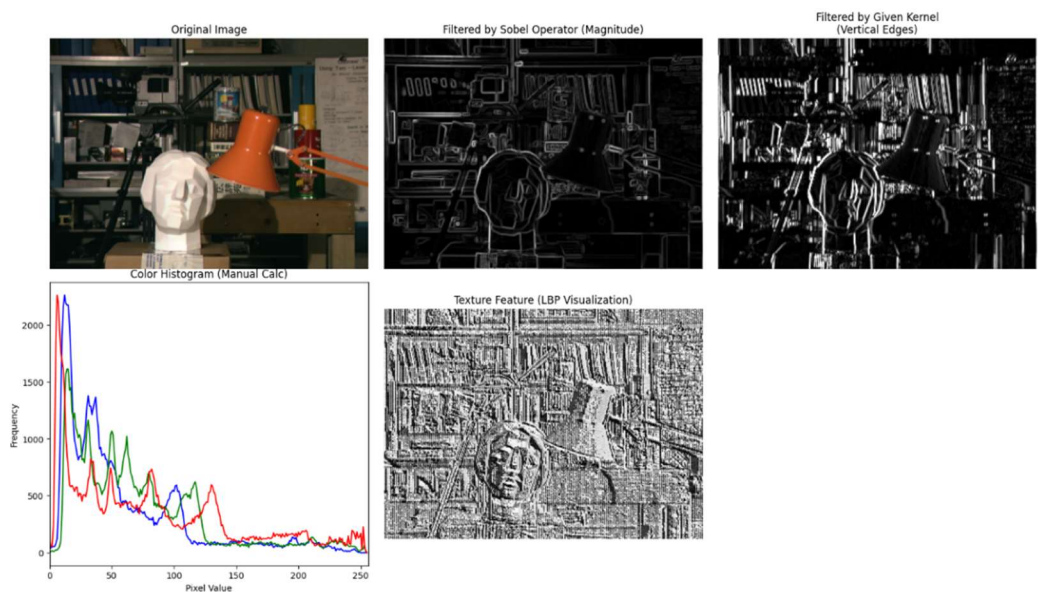 Original Image
Filtered by Sobel Operator (Magnitude)
Filtered by Given Kernel
(Vertical Edges)
Color Histogram (Manual Calc)
Frequency
2000
1500
1000
500
0
0 50 100 150 200 250
Pixel Value
Texture Feature (LBP Visualization)